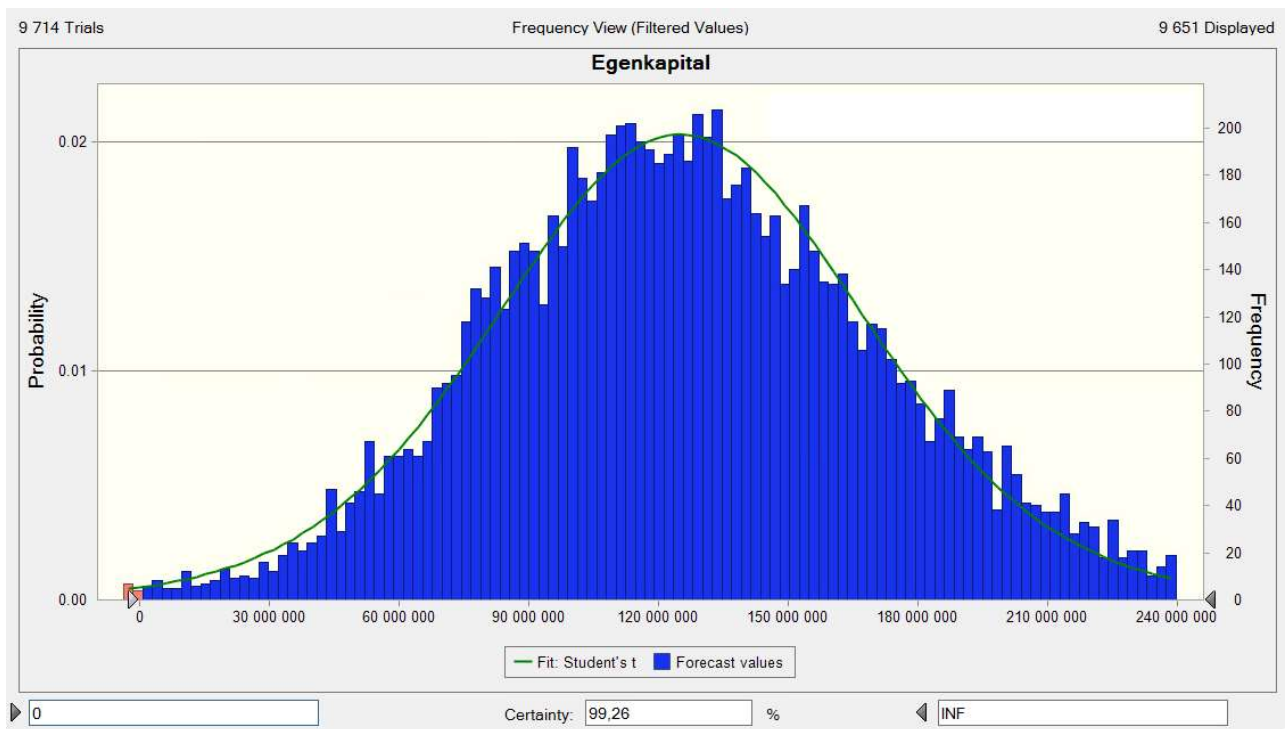 9 714 Trials Frequency View (Filtered Values) 9 651 Displayed
Egenkapital
Probability
0.02
0.01
0.00
200
180
160
140
120
100
80
60
40
20
0
Frequency
0 30 000 000 60 000 000 90 000 000 120 000 000 150 000 000 180 000 000 210 000 000 240 000 000
Fit: Student's t Forecast values
0 Certainty: 99,26 % INF